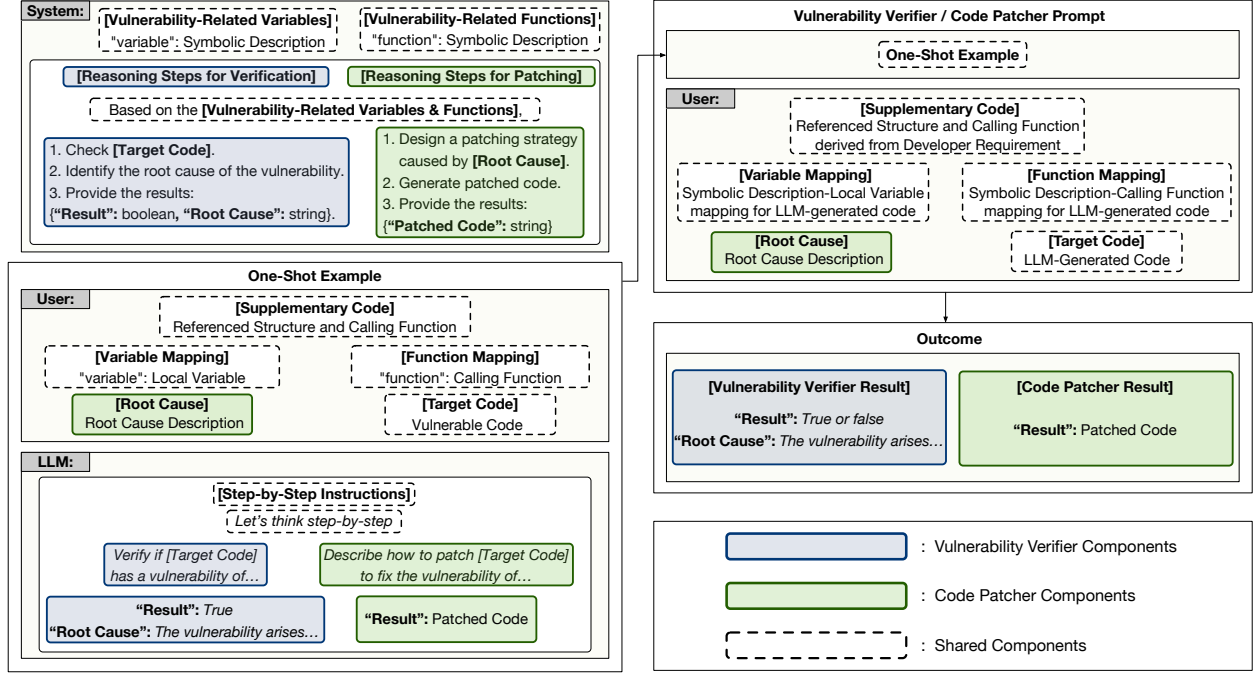 System:
[Vulnerability-Related Variables]
"variable": Symbolic Description
[Vulnerability-Related Functions]
"function": Symbolic Description
[Reasoning Steps for Verification]
[Reasoning Steps for Patching]
Based on the [Vulnerability-Related Variables & Functions],
1. Check [Target Code].
2. Identify the root cause of the vulnerability.
3. Provide the results:
{“Result”: boolean, “Root Cause”: string}.
1. Design a patching strategy
caused by [Root Cause].
2. Generate patched code.
3. Provide the results:
{“Patched Code”: string}
One-Shot Example
User:
[Supplementary Code]
Referenced Structure and Calling Function
[Variable Mapping]
"variable": Local Variable
[Function Mapping]
"function": Calling Function
[Root Cause]
Root Cause Description
[Target Code]
Vulnerable Code
LLM:
[Step-by-Step Instructions]
Let’s think step-by-step
Verify if [Target Code]
has a vulnerability of…
Describe how to patch [Target Code]
to fix the vulnerability of…
“Result”: True
“Root Cause”: The vulnerability arises…
“Result”: Patched Code
Vulnerability Verifier / Code Patcher Prompt
One-Shot Example
User:
[Supplementary Code]
Referenced Structure and Calling Function
derived from Developer Requirement
[Variable Mapping]
Symbolic Description-Local Variable
mapping for LLM-generated code
[Function Mapping]
Symbolic Description-Calling Function
mapping for LLM-generated code
[Root Cause]
Root Cause Description
[Target Code]
LLM-Generated Code
Outcome
[Vulnerability Verifier Result]
“Result”: True or false
“Root Cause”: The vulnerability arises…
[Code Patcher Result]
“Result”: Patched Code
: Vulnerability Verifier Components
: Code Patcher Components
: Shared Components